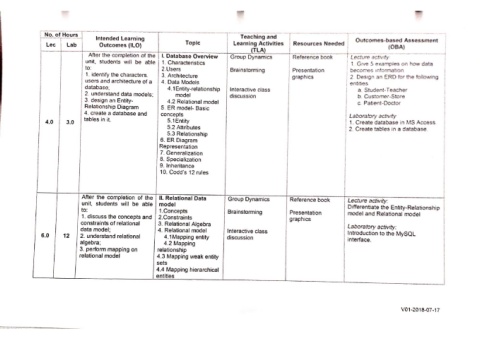 No. of Hours
Lec
Lab
Intended Learning
Outcomes (ILO)
Topic
Teaching and
Learning Activities
(TLA)
Resources Needed
Outcomes-based Assessment
(OBA)
4.0
3.0
After the completion of the
unit, students will be able
to:
1. identify the characters
users and architecture of a
database,
2. understand data models;
3. design an Entity-
Relationship Diagram
4. create a database and
tables in it.
I. Database Overview
1. Characteristics
2.Users
3. Architecture
4. Data Models
4.1Entity-relationship
model
4.2 Relational model
5. ER model- Basic
concepts
5.1Entity
5.2 Attributes
5.3 Relationship
6. ER Diagram
Representation
7. Generalization
8. Specialization
9. Inheritance
10. Codd's 12 rules
Group Dynamics
Brainstorming
Interactive class
discussion
Reference book
Presentation
graphics
Lecture activity
1. Give 5 examples on how data
becomes information
2. Design an ERD for the following
entities
a. Student-Teacher
b. Customer-Store
c. Patient-Doctor
Laboratory activity
1. Create database in MS Access
2. Create tables in a database
6.0
12
After the completion of the
unit, students will be able
to:
1. discuss the concepts and
constraints of relational
data model;
2. understand relational
algebra;
3. perform mapping on
relational model
II. Relational Data
model
1.Concepts
2.Constraints
3. Relational Algebra
4. Relational model
4.1Mapping entity
4.2 Mapping
relationship
4.3 Mapping weak entity
sets
4.4 Mapping hierarchical
entities
Group Dynamics
Brainstorming
Interactive class
discussion
Reference book
Presentation
graphics
Lecture activity:
Differentiate the Entity-Relationship
model and Relational model
Laboratory activity:
Introduction to the MySQL
interface.
V01-2018-07-17